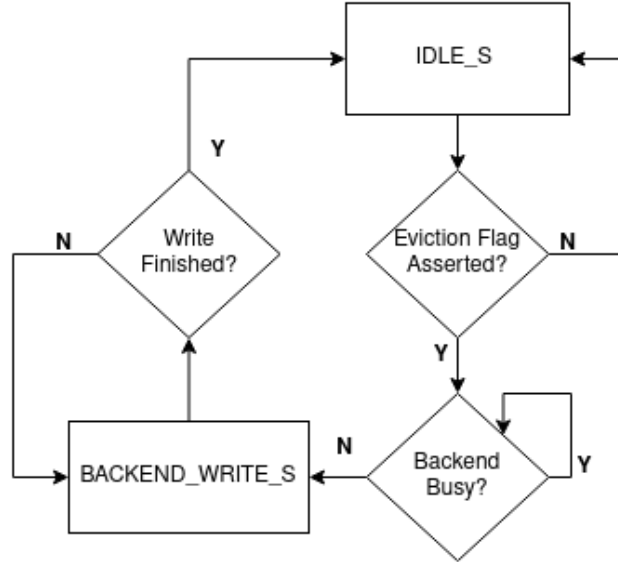 IDLE_S
Y
Write
Finished?
N
Eviction Flag
Asserted?
N
Y
BACKEND_WRITE_S
N
Backend
Busy?
Y